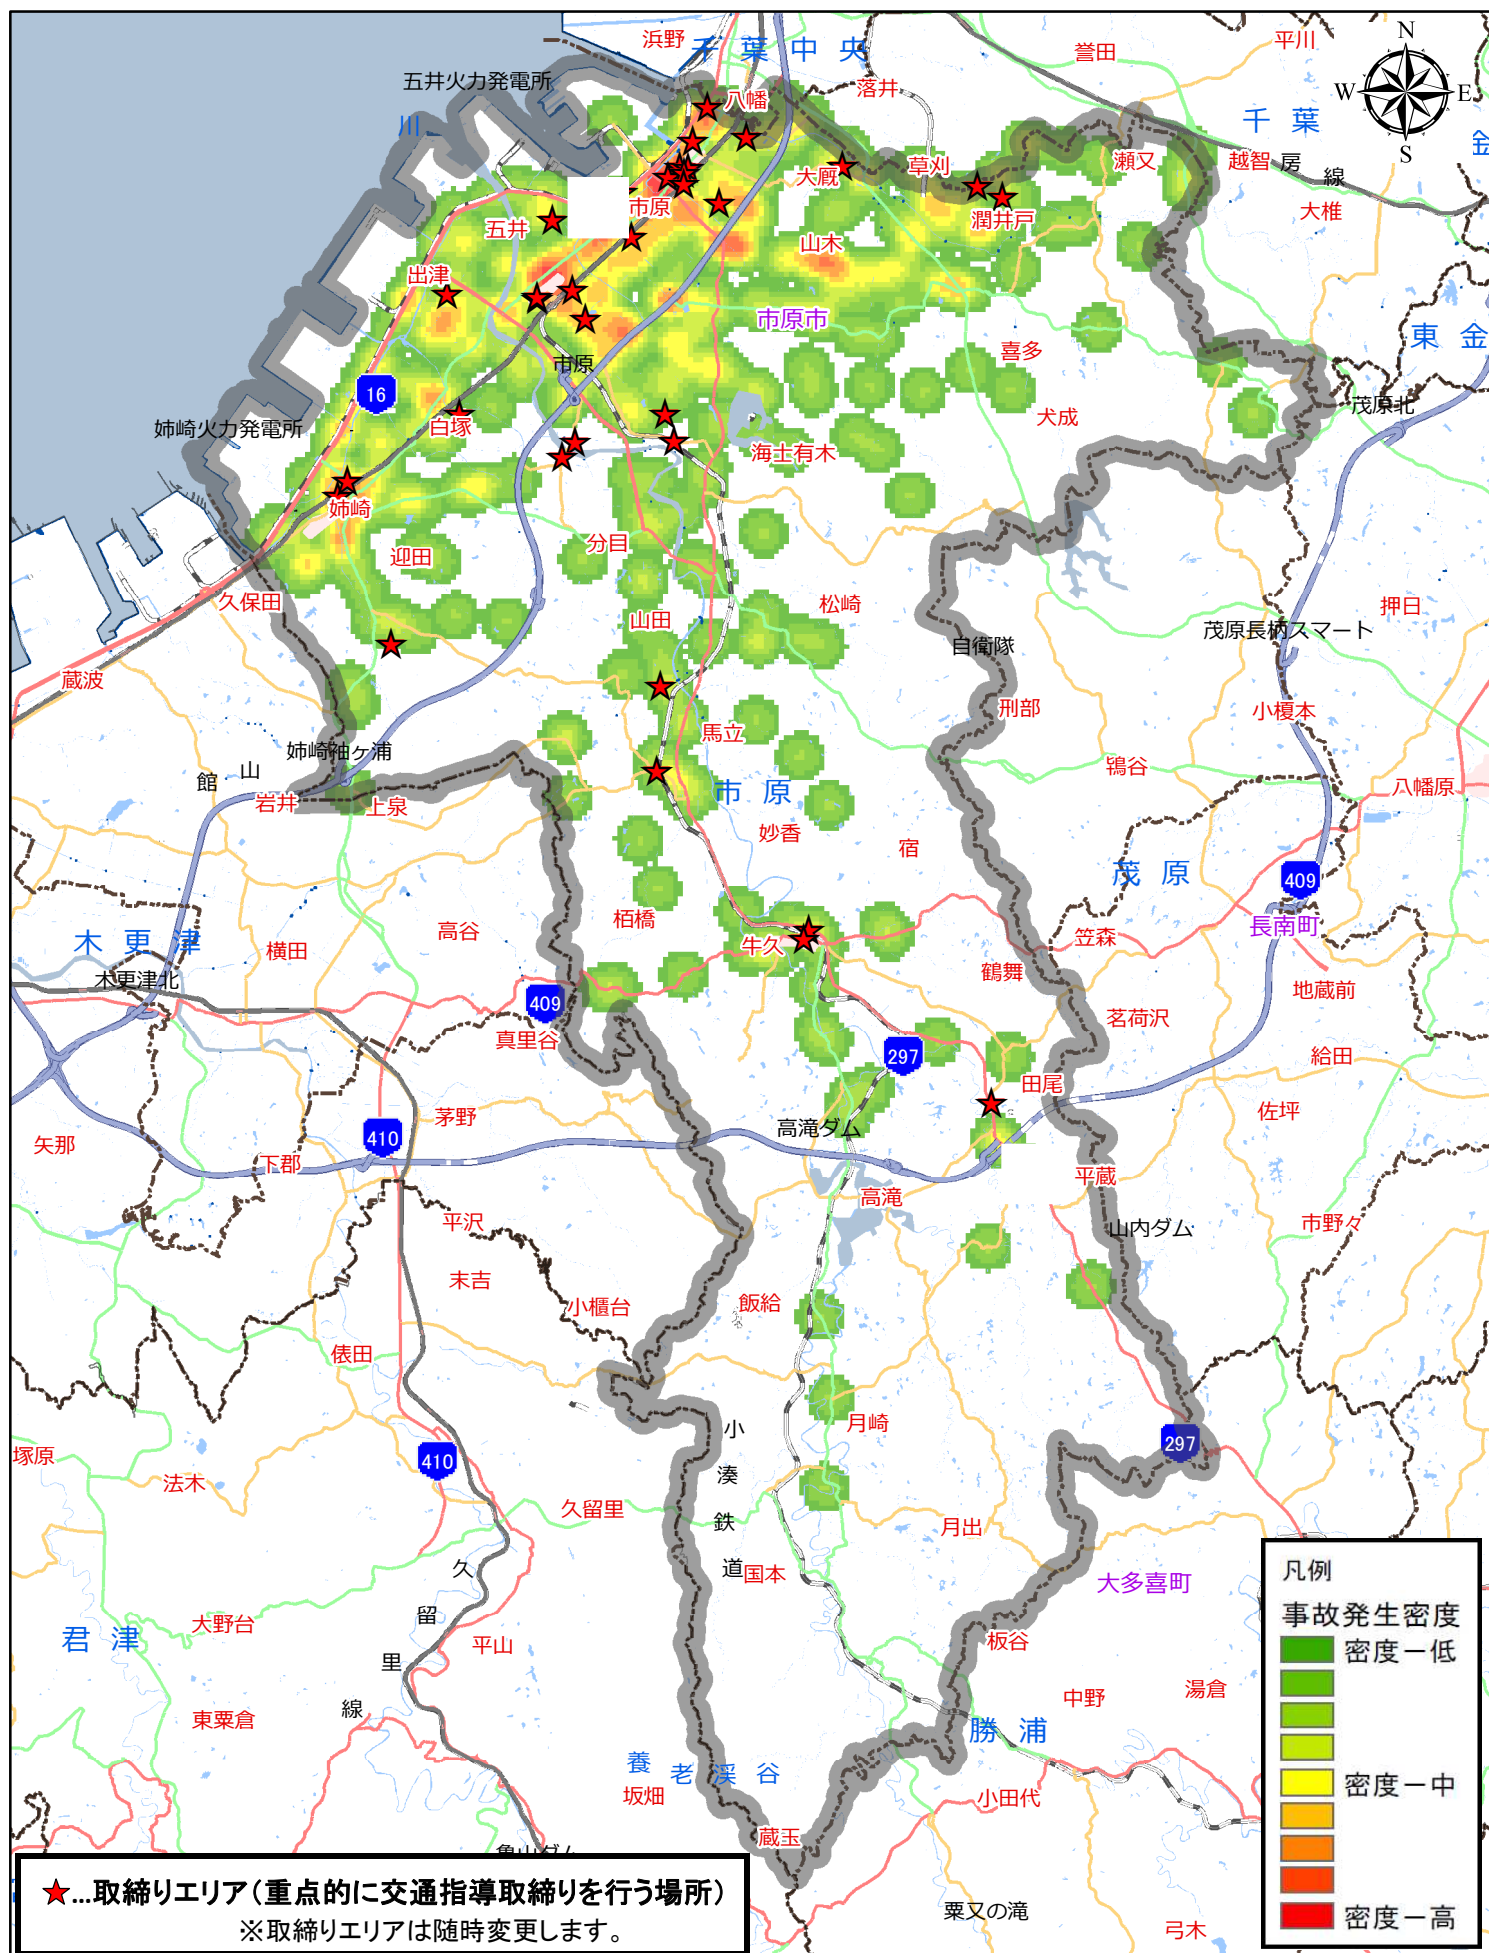 浜野
千葉中央
誉田
平川
N
W
E
S
五井火力発電所
八幡
落井
川
千葉
金
瀬又
越智
房線
大厩
草刈
大椎
市原
五井
潤井戸
山木
出津
市原市
東金
喜多
市原
16
犬成
茂原北
姉崎火力発電所
白塚
海士有木
姉崎
分目
迎田
久保田
松崎
押日
山田
茂原長柄スマート
自衛隊
蔵波
刑部
小榎本
馬立
姉崎袖ヶ浦
館山
鴇谷
市原
岩井
上泉
八幡原
妙香
宿
茂原
409
栢橋
高谷
長南町
木更津
横田
牛久
笠森
鶴舞
木更津北
地蔵前
409
茗荷沢
真里谷
297
給田
田尾
茅野
佐坪
410
高滝ダム
矢那
下郡
平蔵
高滝
平沢
山内ダム
市野々
末吉
小櫃台
飯給
俵田
月崎
小湊鉄道
297
塚原
410
法木
久留里
月出
国本
久留里線
大多喜町
大野台
君津
平山
板谷
中野
湯倉
東粟倉
勝浦
養老渓谷
坂畑
小田代
蔵玉
亀山ダム
粟又の滝
弓木
凡例
事故発生密度
密度－低
密度－中
密度－高
★...取締りエリア（重点的に交通指導取締りを行う場所）
※取締りエリアは随時変更します。